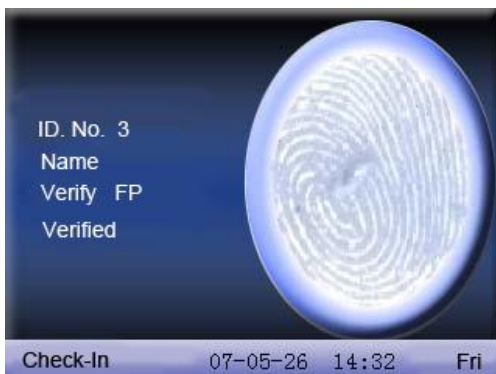 ID. No. 3
Name
Verify FP
Verified
Check-In 07-05-26 14:32 Fri